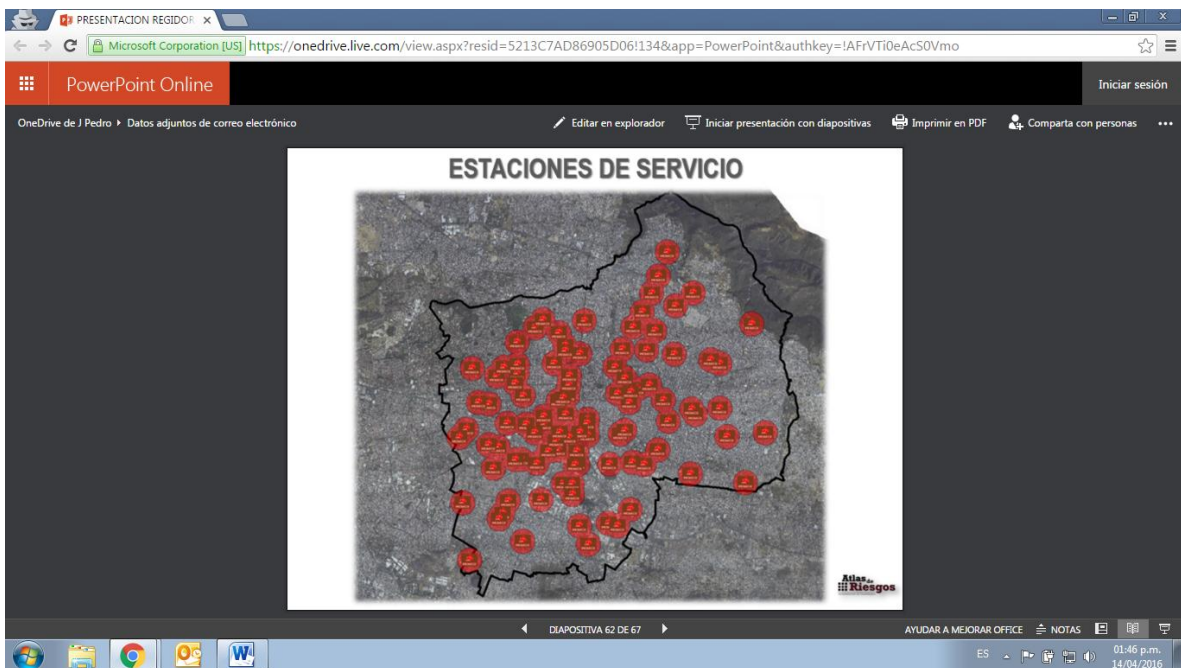 PRESENTACION REGIDOR
Microsoft Corporation [US] https://onedrive.live.com/view.aspx?resid=5213C7AD86905D06!134&app=PowerPoint&authkey=!AFrVTi0eAcS0Vmo
PowerPoint Online
Iniciar sesión
OneDrive de J Pedro ▸ Datos adjuntos de correo electrónico
Editar en explorador
Iniciar presentación con diapositivas
Imprimir en PDF
Comparta con personas
ESTACIONES DE SERVICIO
Atlas de
Riesgos
DIAPOSITIVA 62 DE 67
AYUDAR A MEJORAR OFFICE
NOTAS
ES
01:46 p.m.
14/04/2016